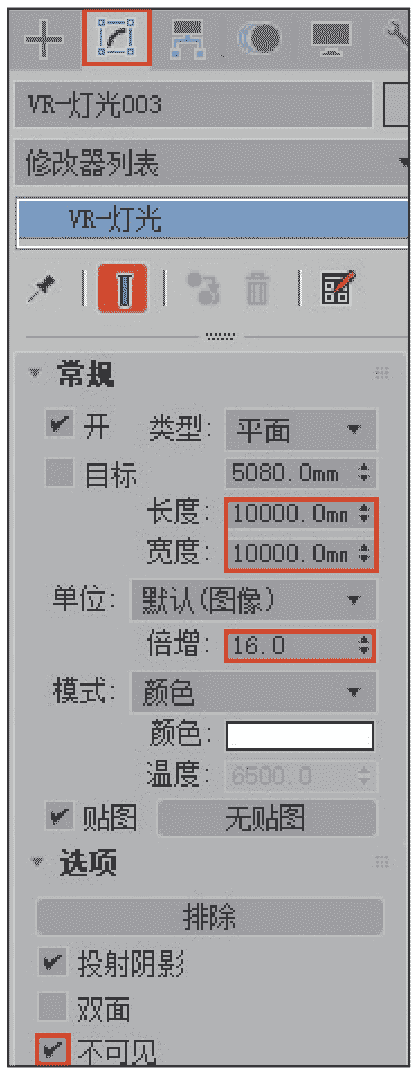 VR-灯光003
修改器列表
VR-灯光
常规
开 类型: 平面
目标 5080.0mm
长度: 10000.0mm
宽度: 10000.0mm
单位: 默认(图像)
倍增: 16.0
模式: 颜色
颜色:
温度: 6500.0
贴图 无贴图
选项
排除
投射阴影
双面
不可见